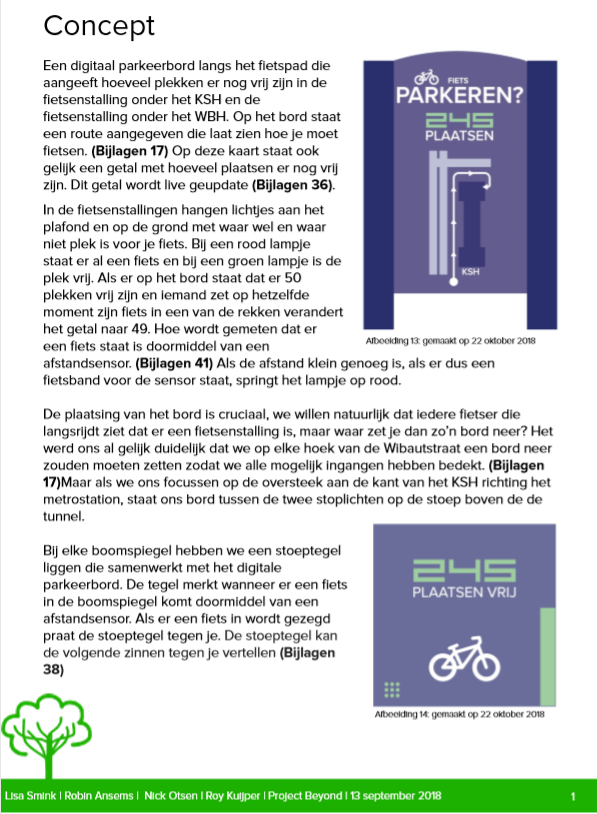 Concept
Een digitaal parkeerbord langs het fietspad die
aangeeft hoeveel plekken er nog vrij zijn in de
fietsenstalling onder het KSH en de
fietsenstalling onder het WBH. Op het bord staat
een route aangegeven die laat zien hoe je moet
fietsen. (Bijlagen 17) Op deze kaart staat ook
gelijk een getal met hoeveel plaatsen er nog vrij
zijn. Dit getal wordt live geupdate (Bijlagen 36).
In de fietsenstallingen hangen lichtjes aan het
plafond en op de grond met waar wel en waar
niet plek is voor je fiets. Bij een rood lampje
staat er al een fiets en bij een groen lampje is de
plek vrij. Als er op het bord staat dat er 50
plekken vrij zijn en iemand zet op hetzelfde
moment zijn fiets in een van de rekken verandert
het getal naar 49. Hoe wordt gemeten dat er
een fiets staat is doormiddel van een
afstandsensor. (Bijlagen 41) Als de afstand klein genoeg is, als er dus een
fietsband voor de sensor staat, springt het lampje op rood.
FIETS
PARKEREN?
245
PLAATSEN
KSH
Afbeelding 13: gemaakt op 22 oktober 2018
De plaatsing van het bord is cruciaal, we willen natuurlijk dat iedere fietser die
langsrijdt ziet dat er een fietsenstalling is, maar waar zet je dan zo'n bord neer? Het
werd ons al gelijk duidelijk dat we op elke hoek van de Wibautstraat een bord neer
zouden moeten zetten zodat we alle mogelijk ingangen hebben bedekt. (Bijlagen
17)Maar als we ons focussen op de oversteek aan de kant van het KSH richting het
metrostation, staat ons bord tussen de twee stoplichten op de stoep boven de de
tunnel.
Bij elke boomspiegel hebben we een stoeptegel
liggen die samenwerkt met het digitale
parkeerbord. De tegel merkt wanneer er een fiets
in de boomspiegel komt doormiddel van een
afstandsensor. Als er een fiets in wordt gezegd
praat de stoeptegel tegen je. De stoeptegel kan
de volgende zinnen tegen je vertellen (Bijlagen
38)
245
PLAATSEN VRIJ
Afbeelding 14: gemaakt op 22 oktober 2018
Lisa Smink | Robin Ansems | Nick Otsen | Roy Kuijper | Project Beyond | 13 september 2018
1